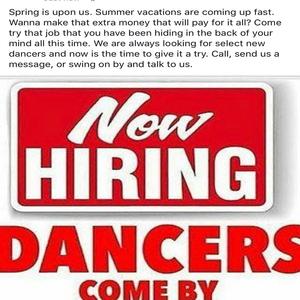 Spring is upon us. Summer vacations are coming up fast.
Wanna make that extra money that will pay for it all? Come
try that job that you have been hiding in the back of your
mind all this time. We are always looking for select new
dancers and now is the time to give it a try. Call, send us a
message, or swing on by and talk to us.
Now
HIRING
DANCERS
COME BY